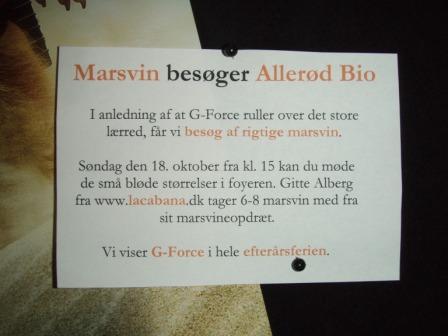 Marsvin besøger Allerød Bio
I anledning af at G-Force ruller over det store
lærred, får vi besøg af rigtige marsvin.
Søndag den 18. oktober fra kl. 15 kan du møde
de små bløde størrelser i foyeren. Gitte Alberg
fra www.lacabana.dk tager 6-8 marsvin med fra
sit marsvineopdræt.
Vi viser G-Force i hele efterårsferien.